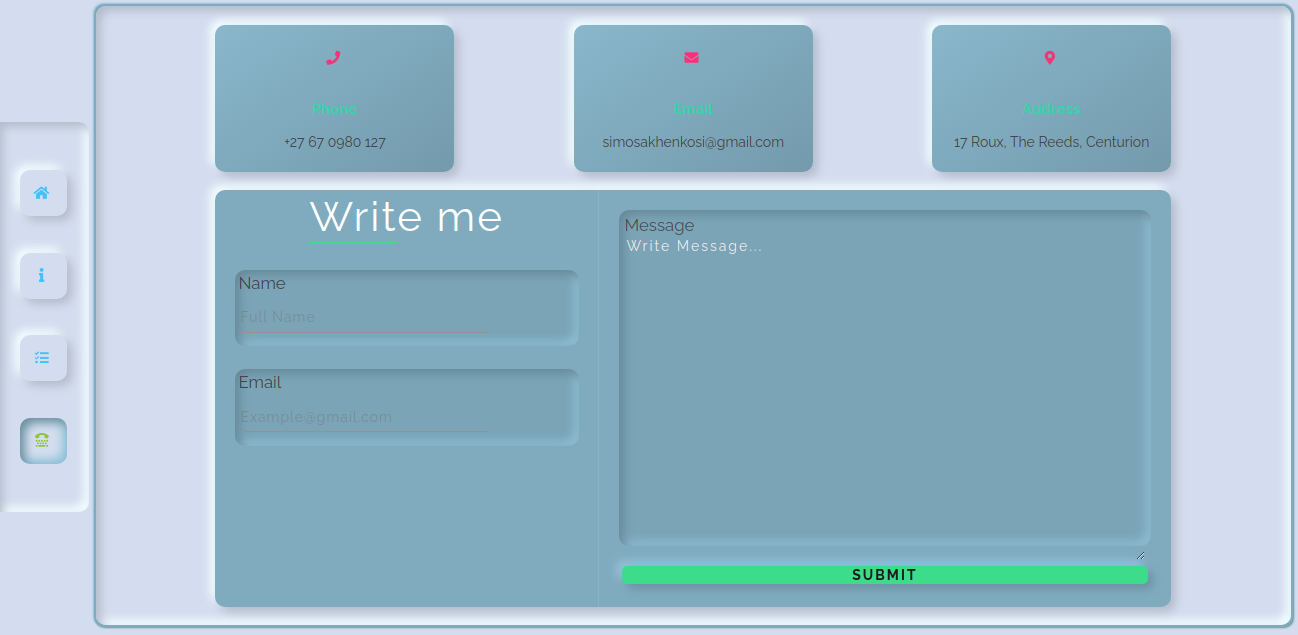 Phone
+27 67 0980 127
Email
simosakhenkosi@gmail.com
Address
17 Roux, The Reeds, Centurion
Write me
Name
Full Name
Email
Example@gmail.com
Message
Write Message...
SUBMIT